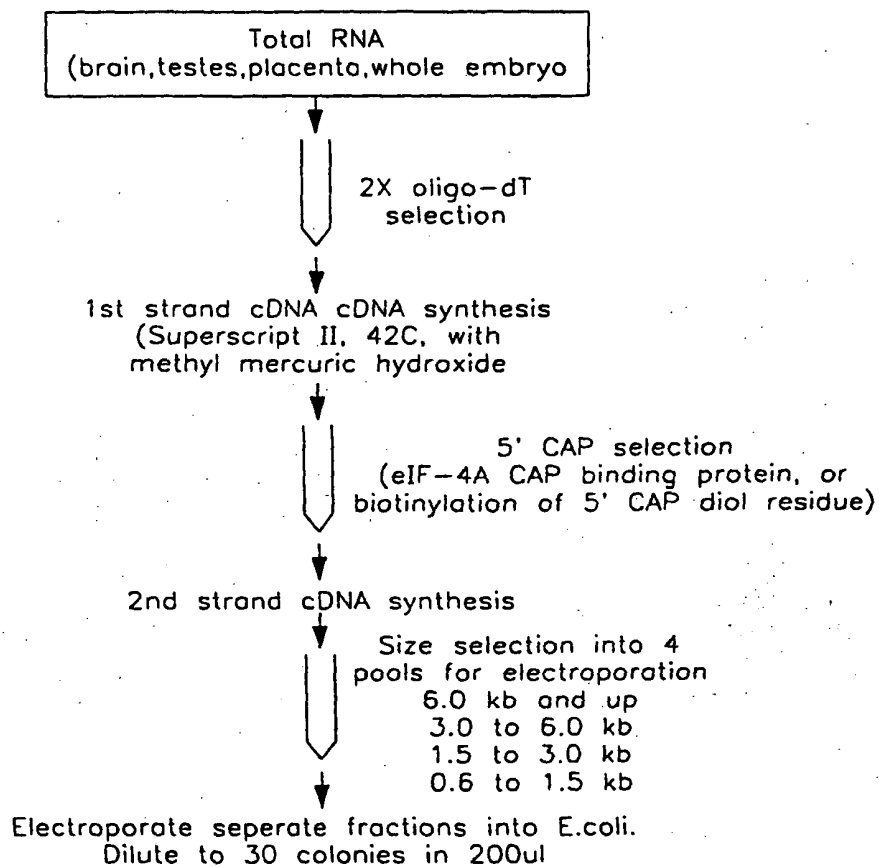 Total RNA
(brain,testes,placenta,whole embryo
2X oligo-dT
selection
1st strand cDNA cDNA synthesis
(Superscript II, 42C, with
methyl mercuric hydroxide
5' CAP selection
(eIF-4A CAP binding protein, or
biotinylation of 5' CAP diol residue)
2nd strand cDNA synthesis
Size selection into 4
pools for electroporation
6.0 kb and up
3.0 to 6.0 kb
1.5 to 3.0 kb
0.6 to 1.5 kb
Electroporate seperate fractions into E.coli.
Dilute to 30 colonies in 200ul